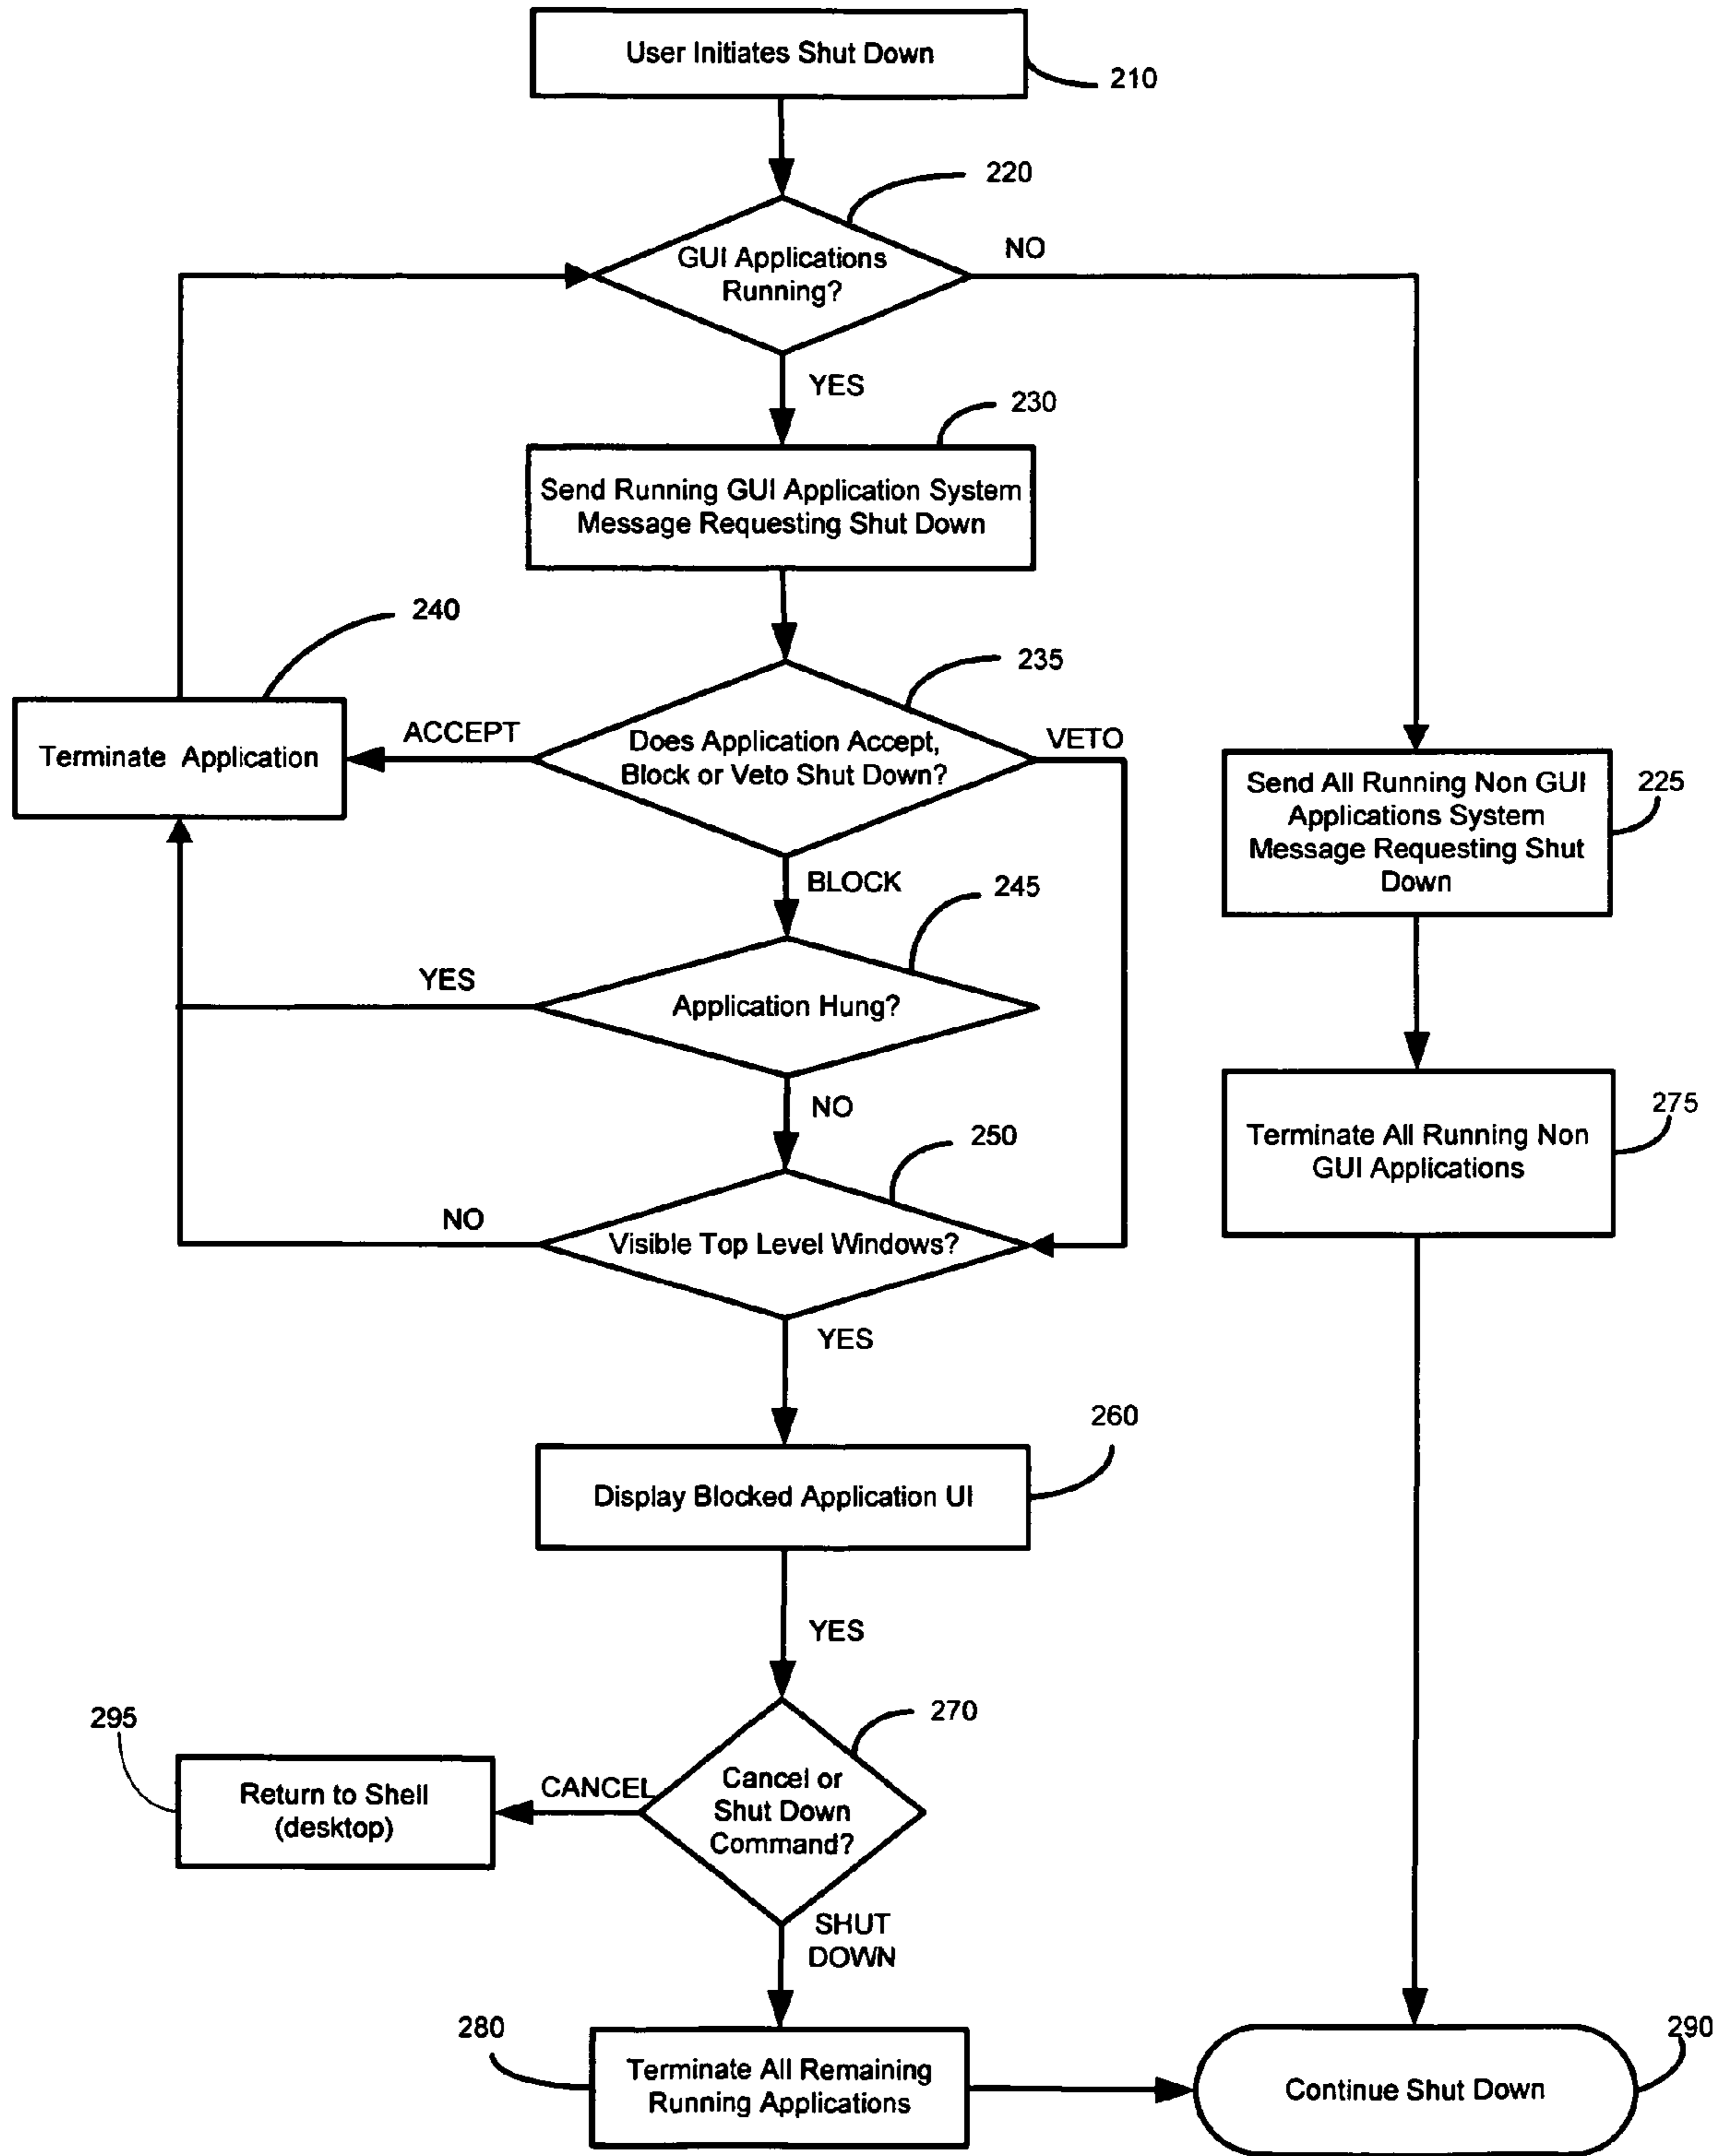 User Initiates Shut Down
210
220
GUI Applications
Running?
NO
YES
230
Send Running GUI Application System
Message Requesting Shut Down
240
235
Terminate Application
ACCEPT
Does Application Accept,
Block or Veto Shut Down?
VETO
Send All Running Non GUI
Applications System
Message Requesting Shut
Down
225
BLOCK
245
YES
Application Hung?
NO
250
Terminate All Running Non
GUI Applications
275
NO
Visible Top Level Windows?
YES
260
Display Blocked Application UI
YES
295
270
Return to Shell
(desktop)
CANCEL
Cancel or
Shut Down
Command?
SHUT
DOWN
280
Terminate All Remaining
Running Applications
Continue Shut Down
290